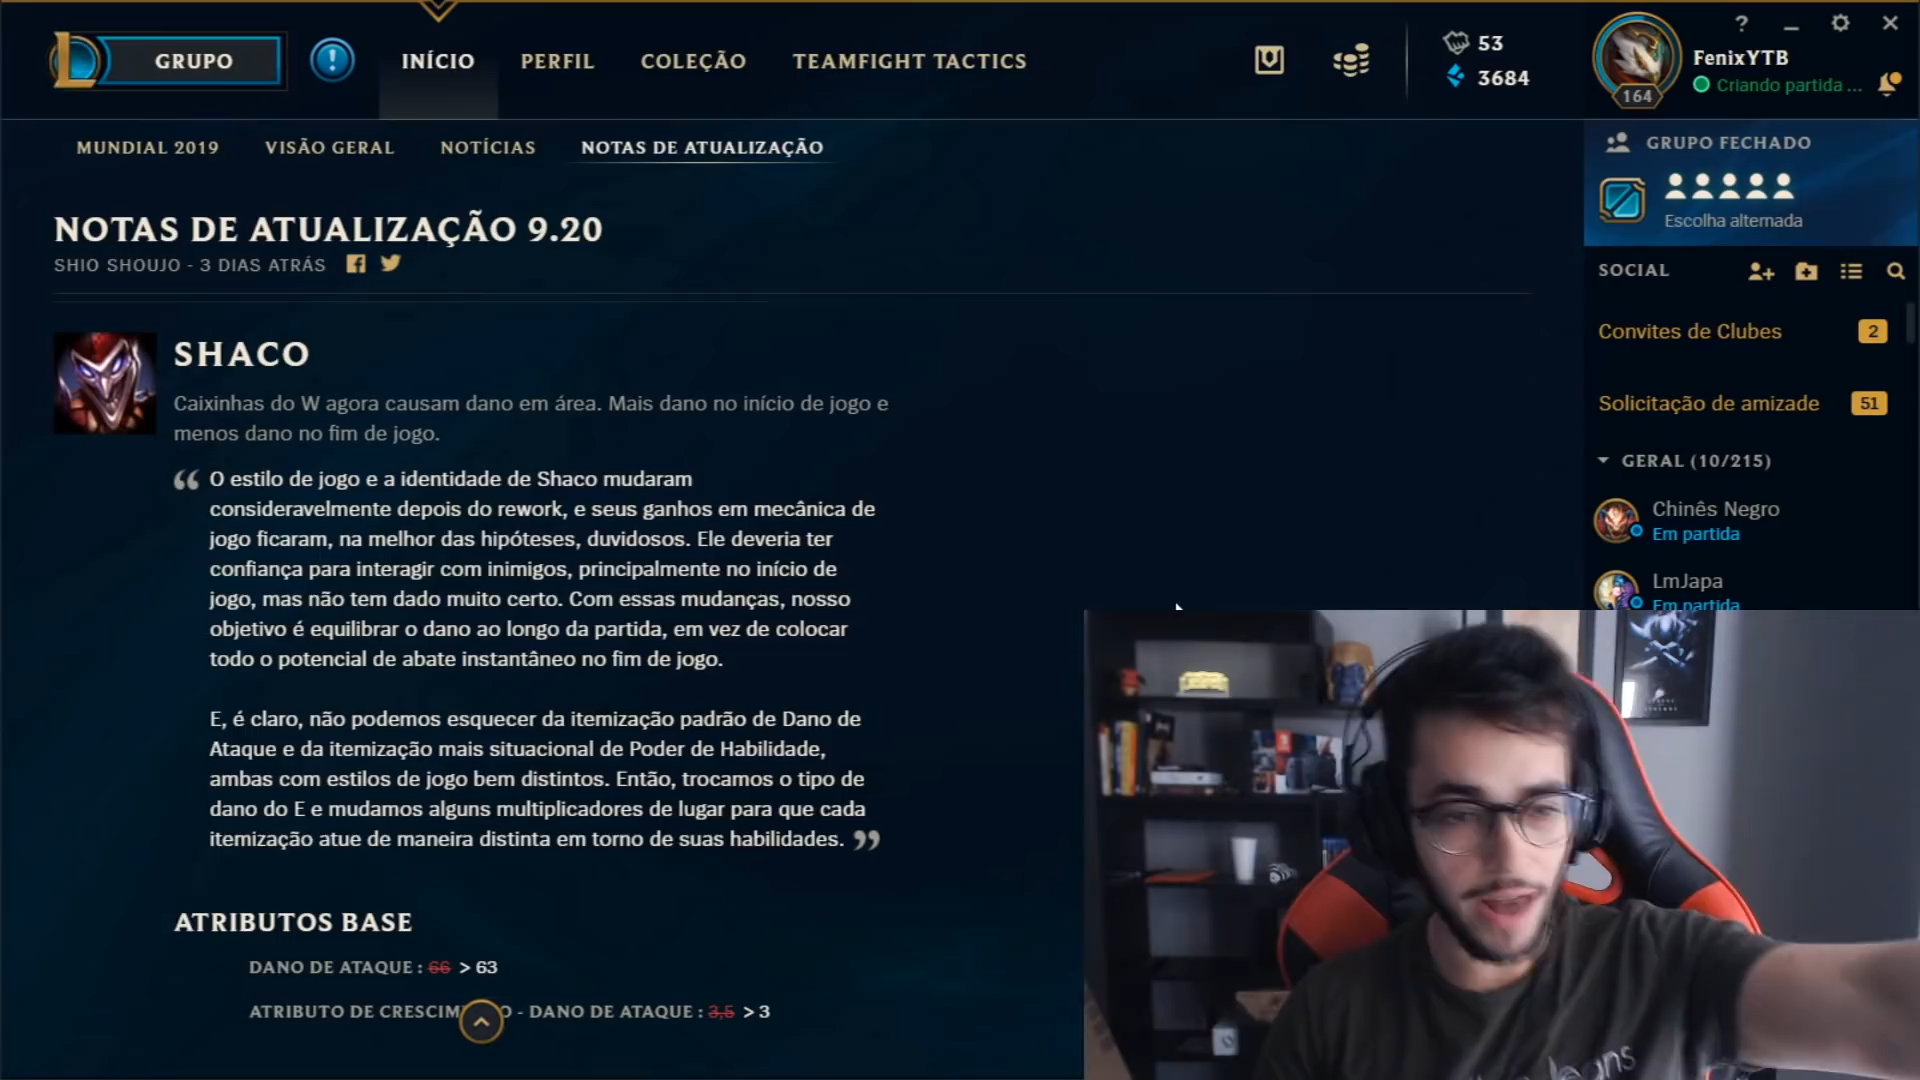 GRUPO
INÍCIO
PERFIL
COLEÇÃO
TEAMFIGHT TACTICS
53
3684
164
FenixYTB
Criando partida ...
MUNDIAL 2019
VISÃO GERAL
NOTÍCIAS
NOTAS DE ATUALIZAÇÃO
GRUPO FECHADO
Escolha alternada
NOTAS DE ATUALIZAÇÃO 9.20
SHIO SHOUJO - 3 DIAS ATRÁS
SOCIAL
Convites de Clubes 2
Solicitação de amizade 51
GERAL (10/215)
Chinês Negro
Em partida
LmJapa
Em partida
SHACO
Caixinhas do W agora causam dano em área. Mais dano no início de jogo e
menos dano no fim de jogo.
“ O estilo de jogo e a identidade de Shaco mudaram
consideravelmente depois do rework, e seus ganhos em mecânica de
jogo ficaram, na melhor das hipóteses, duvidosos. Ele deveria ter
confiança para interagir com inimigos, principalmente no início de
jogo, mas não tem dado muito certo. Com essas mudanças, nosso
objetivo é equilibrar o dano ao longo da partida, em vez de colocar
todo o potencial de abate instantâneo no fim de jogo.
E, é claro, não podemos esquecer da itemização padrão de Dano de
Ataque e da itemização mais situacional de Poder de Habilidade,
ambas com estilos de jogo bem distintos. Então, trocamos o tipo de
dano do E e mudamos alguns multiplicadores de lugar para que cada
itemização atue de maneira distinta em torno de suas habilidades. ”
ATRIBUTOS BASE
DANO DE ATAQUE : 66 > 63
ATRIBUTO DE CRESCIM O - DANO DE ATAQUE : 3,5 > 3